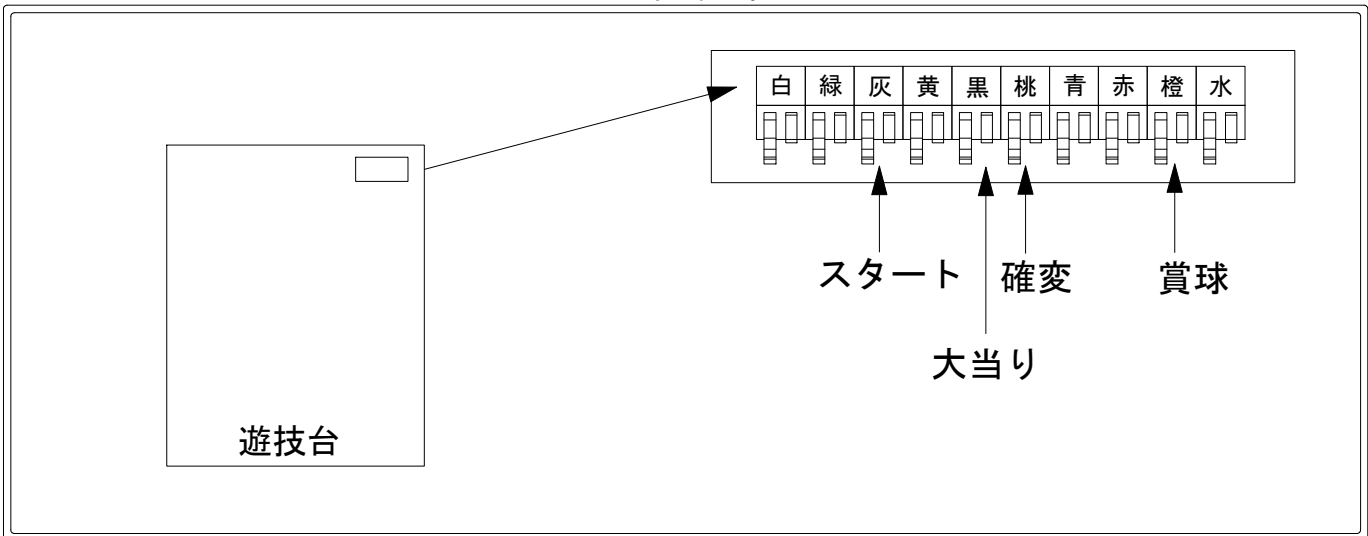 白 緑 灰 黄 黒 桃 青 赤 橙 水
スタート 確変 賞球
大当り
遊技台